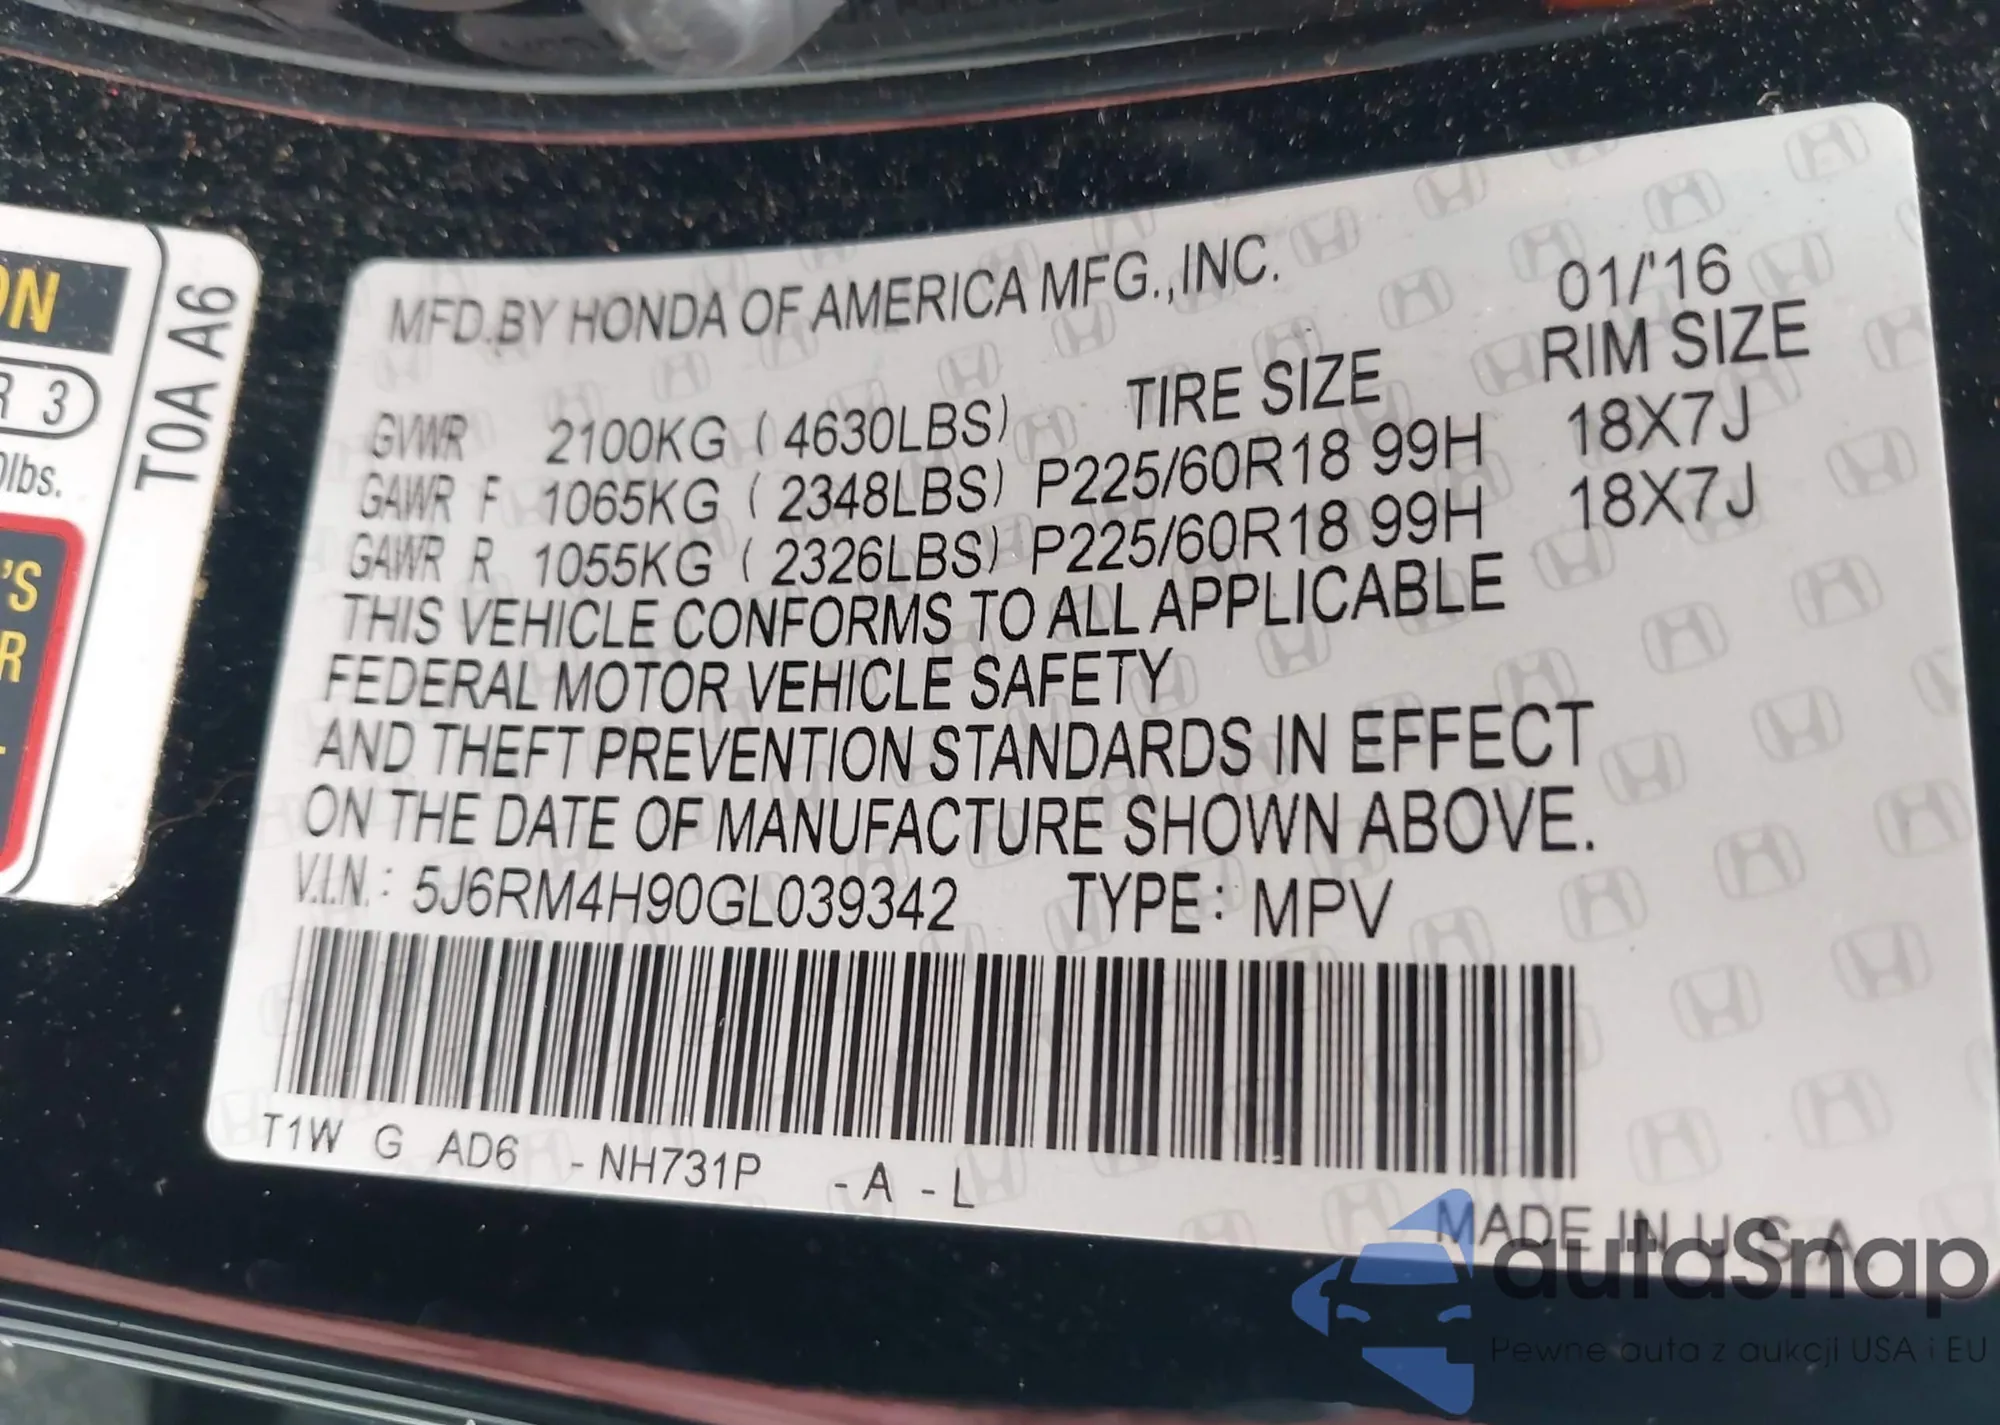 ON
R 3
0lbs.
'S
R
T0A A6
MFD.BY HONDA OF AMERICA MFG.,INC.
01/'16
TIRE SIZE RIM SIZE
GVWR 2100KG (4630LBS)
GAWR F 1065KG (2348LBS) P225/60R18 99H 18X7J
GAWR R 1055KG (2326LBS) P225/60R18 99H 18X7J
THIS VEHICLE CONFORMS TO ALL APPLICABLE
FEDERAL MOTOR VEHICLE SAFETY
AND THEFT PREVENTION STANDARDS IN EFFECT
ON THE DATE OF MANUFACTURE SHOWN ABOVE.
V.I.N.: 5J6RM4H90GL039342 TYPE: MPV
T1W G AD6 -NH731P -A -L
MADE IN U.S.A.
autaSnap
Pewne auta z aukcji USA i EU